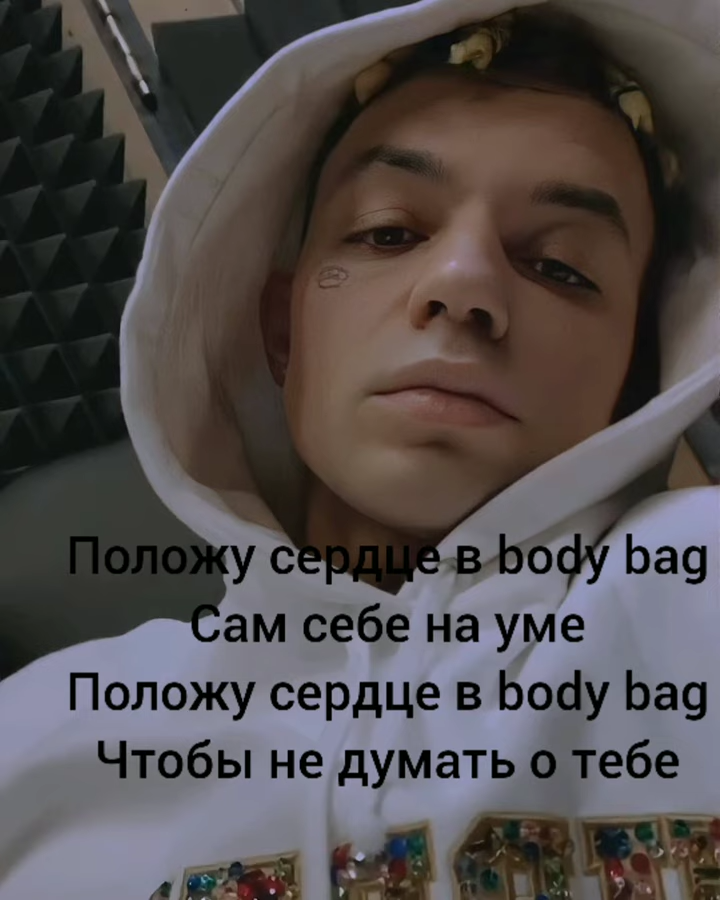 Положу сердце в body bag
Сам себе на уме
Положу сердце в body bag
Чтобы не думать о тебе